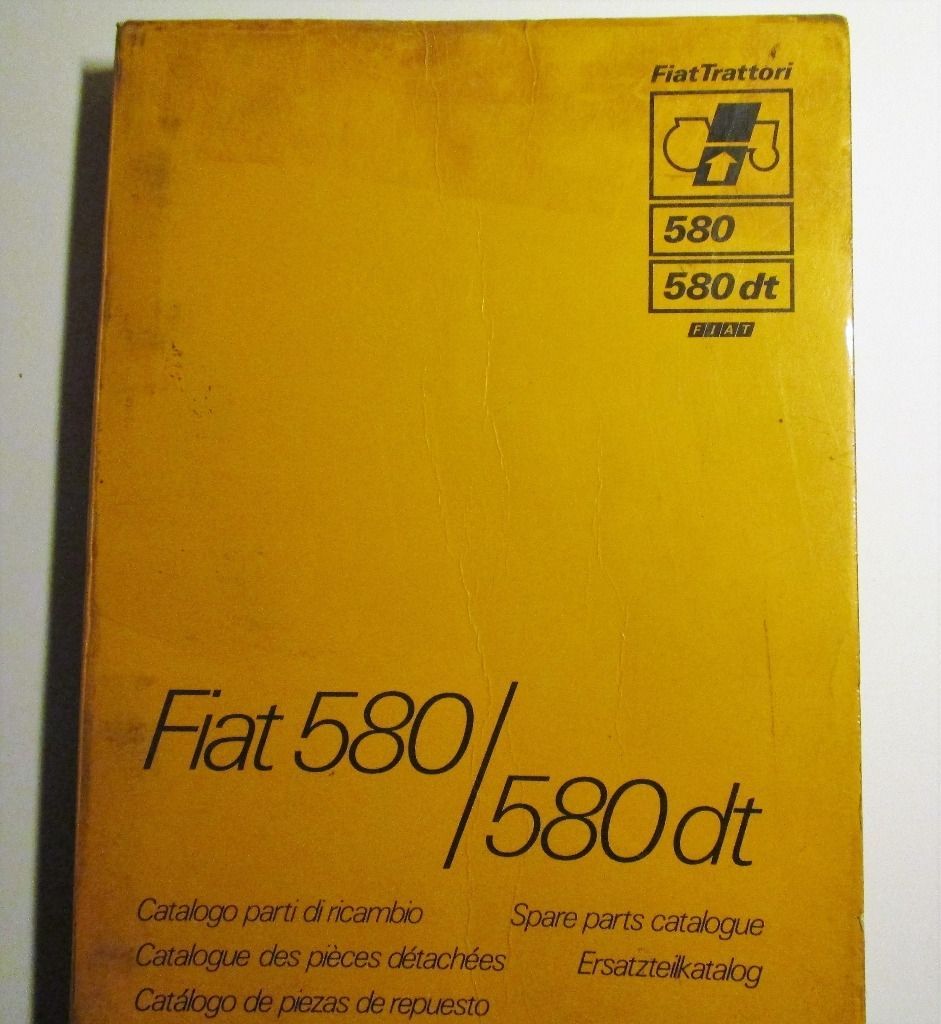 FiatTrattori
580
580 dt
FIAT
Fiat 580/
580 dt
Catalogo parti di ricambio
Spare parts catalogue
Catalogue des pièces détachées
Ersatzteilkatalog
Catálogo de piezas de repuesto